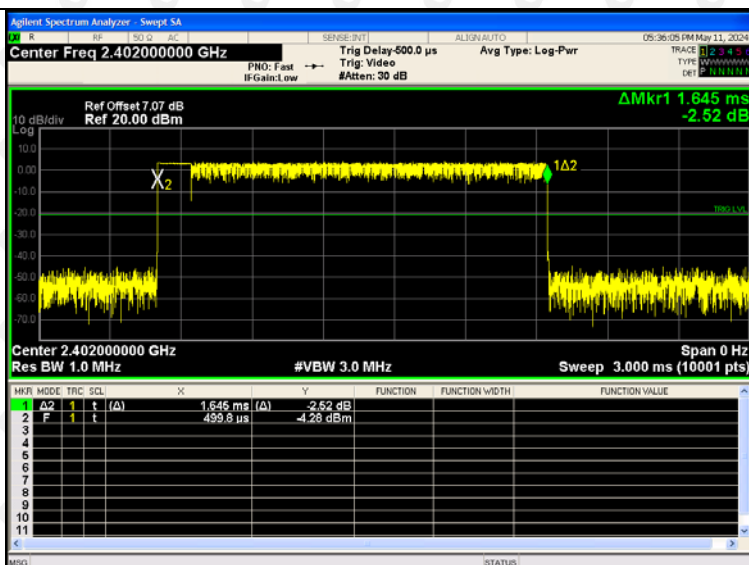 Agilent Spectrum Analyzer - Swept SA
R RF 50 Ω AC SENSE:INT ALIGN AUTO 05:36:05 PM May 11, 2024
Center Freq 2.402000000 GHz Trig Delay-500.0 µs Avg Type: Log-Pwr TRACE 1 2 3 4 5 6
PNO: Fast Trig: Video TYPE W
IFGain:Low #Atten: 30 dB DET P N N N N
ΔMkr1 1.645 ms
-2.52 dB
Ref Offset 7.07 dB
10 dB/div Ref 20.00 dBm
Log
10.0
0.00
-10.0
-20.0
-30.0
-40.0
-50.0
-60.0
-70.0
X2
1Δ2
TRIG LVL
Center 2.402000000 GHz Span 0 Hz
Res BW 1.0 MHz #VBW 3.0 MHz Sweep 3.000 ms (10001 pts)
MKR MODE TRC SCL X Y FUNCTION FUNCTION WIDTH FUNCTION VALUE
1 Δ2 1 t (Δ) 1.645 ms (Δ) -2.52 dB
2 F 1 t 499.8 µs -4.28 dBm
3
4
5
6
7
8
9
10
11
MSG STATUS